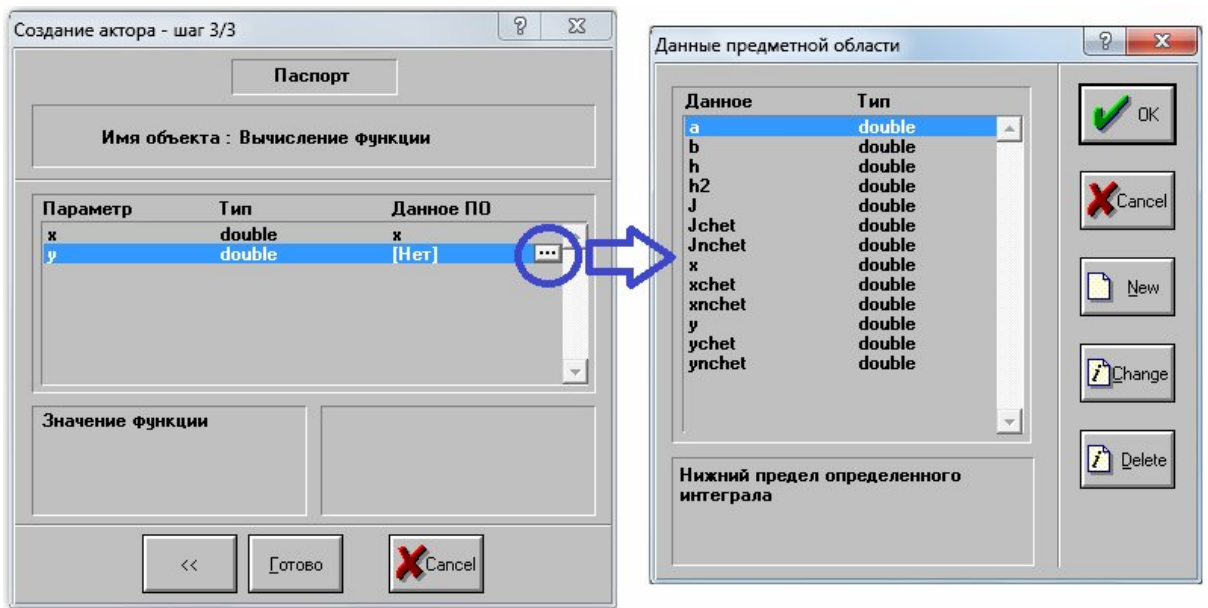 Создание актора - шаг 3/3
Паспорт
Имя объекта : Вычисление функции
Параметр Тип Данное ПО
x double x
y double [Нет] ...
Значение функции
<< Готово Cancel
Данные предметной области
Данное Тип
a double
b double
h double
h2 double
J double
Jchet double
Jnchet double
x double
xchet double
xnchet double
y double
ychet double
ynchet double
Нижний предел определенного
интеграла
OK
Cancel
New
Change
Delete